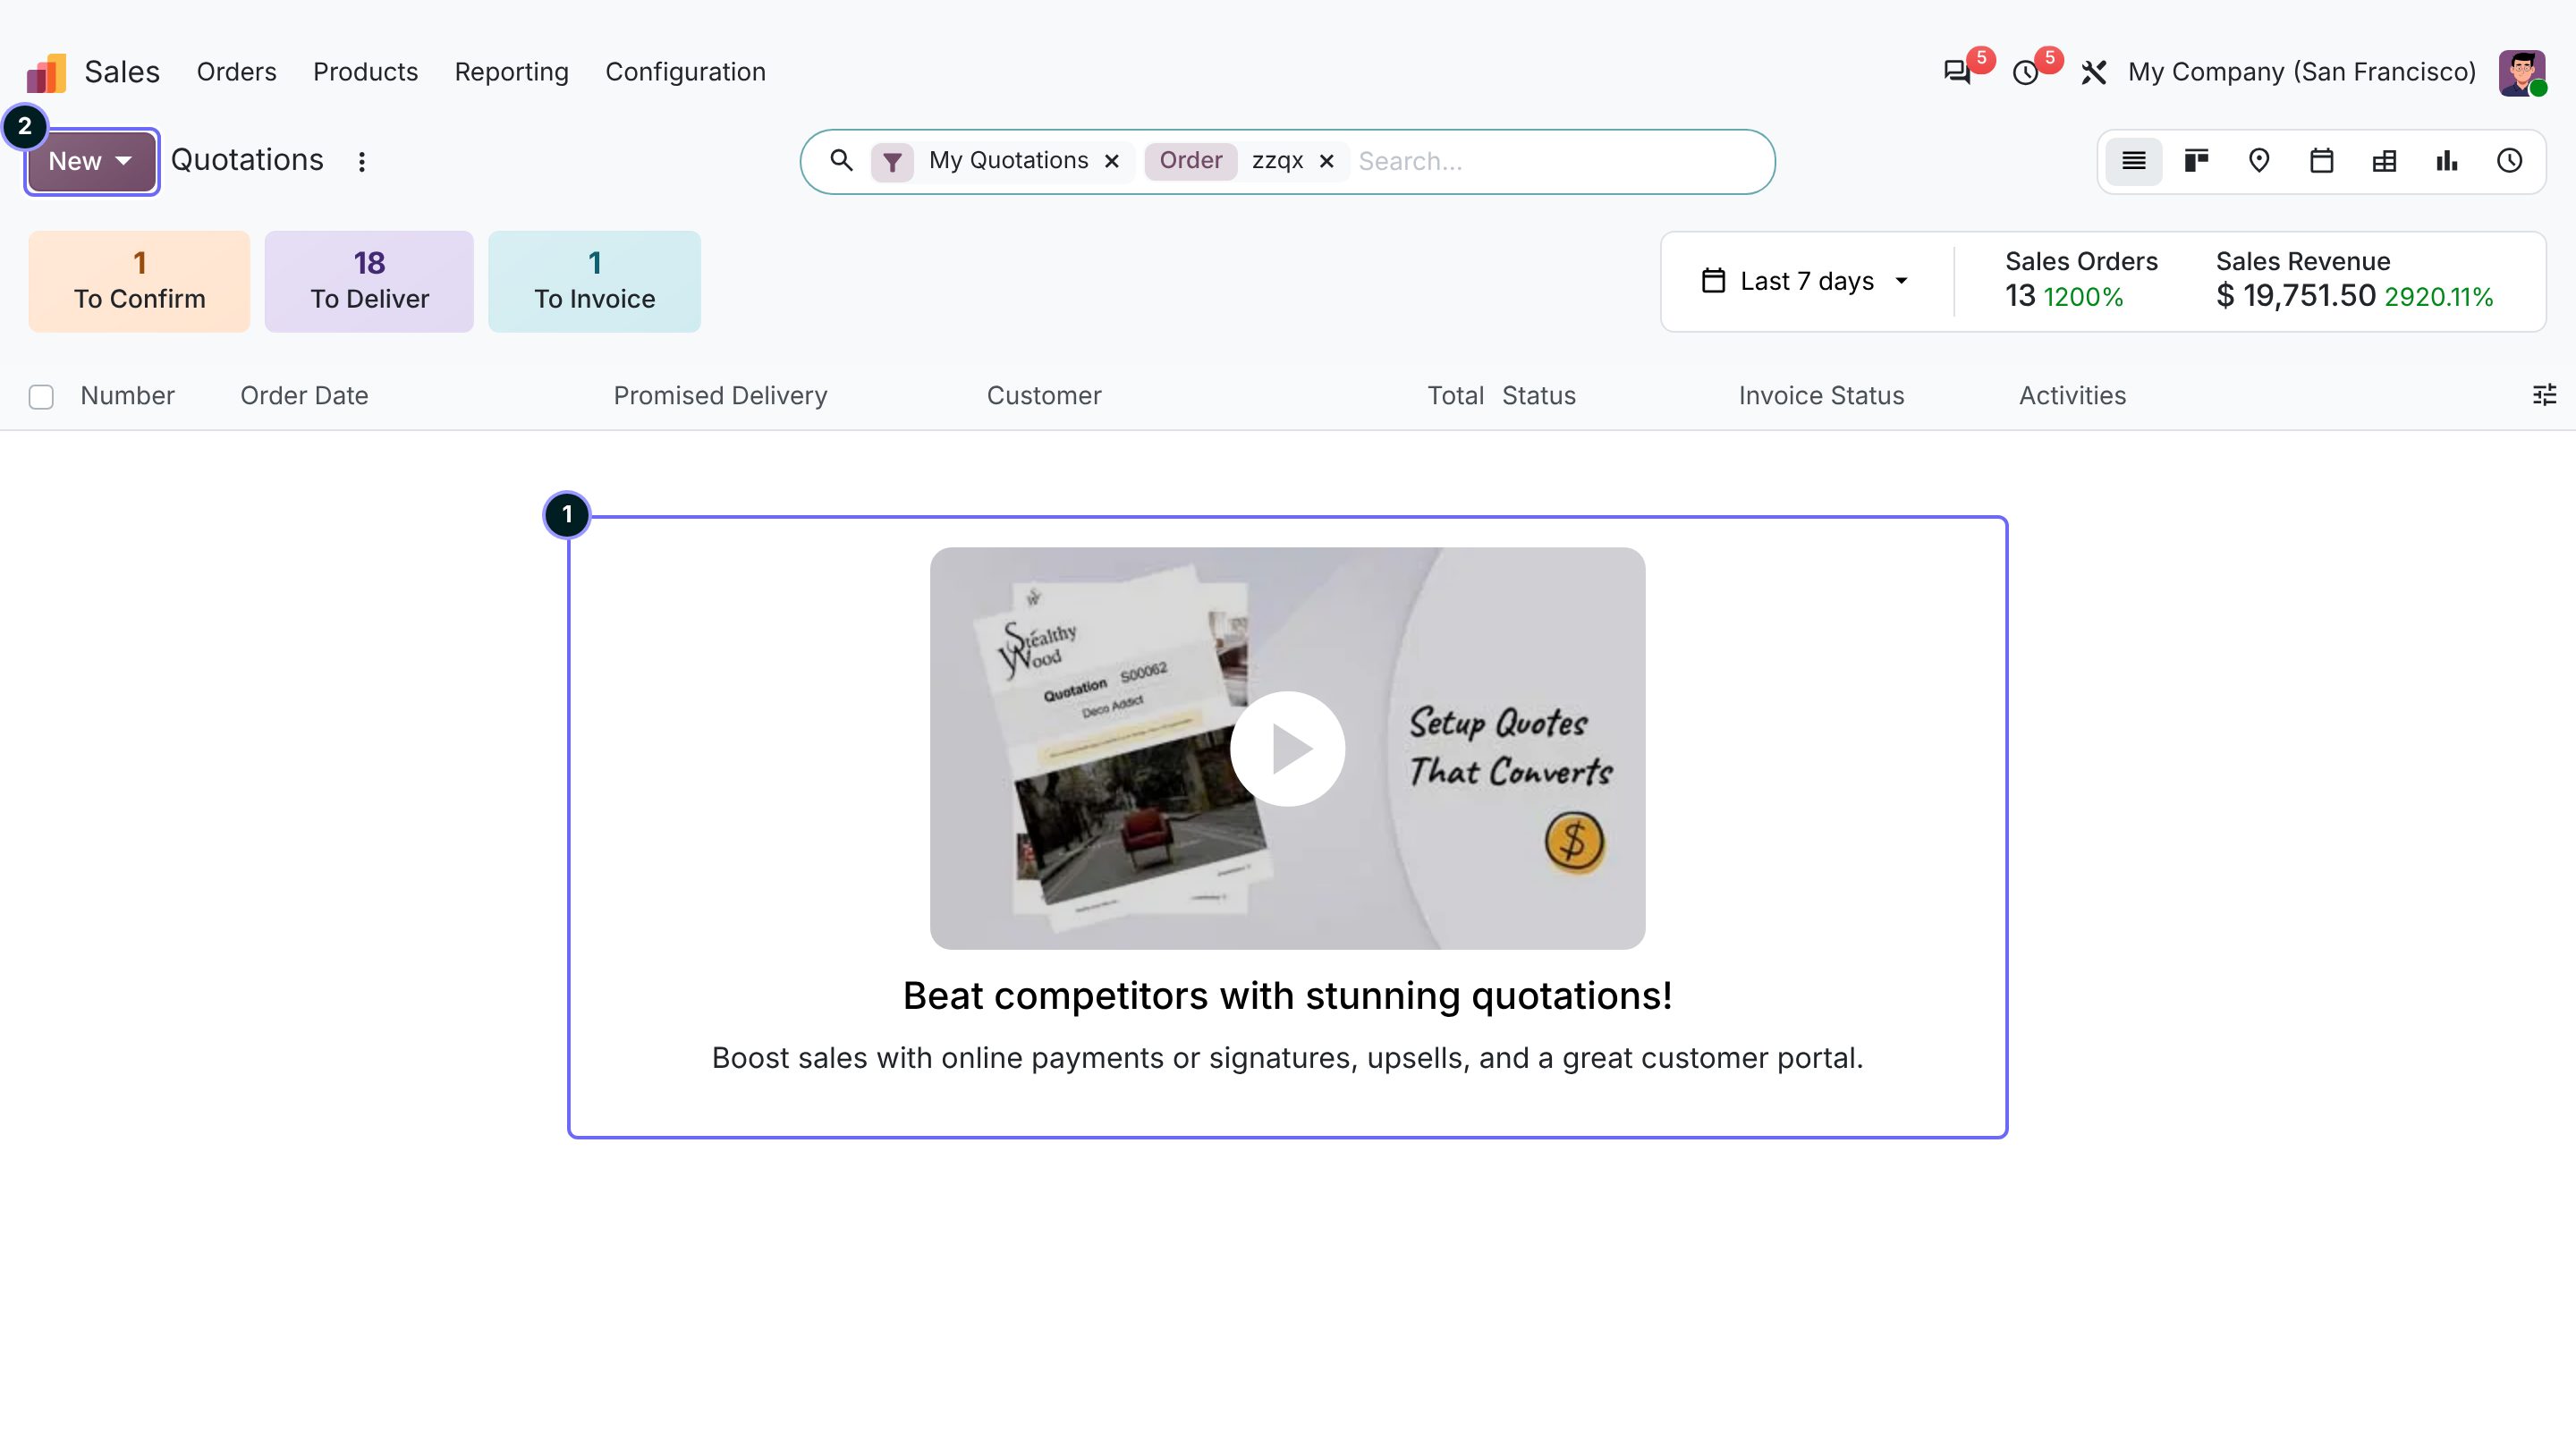 Sales Orders Products Reporting Configuration 5 5 My Company (San Francisco)
2
New Quotations My Quotations Order zzqx Search...
1
To Confirm
18
To Deliver
1
To Invoice
Last 7 days
Sales Orders
13 1200%
Sales Revenue
$ 19,751.50 2920.11%
Number Order Date Promised Delivery Customer Total Status Invoice Status Activities
1
Stealthy
Wood
Quotation S00062
Deco Addict
Setup Quotes
That Converts
$
Beat competitors with stunning quotations!
Boost sales with online payments or signatures, upsells, and a great customer portal.